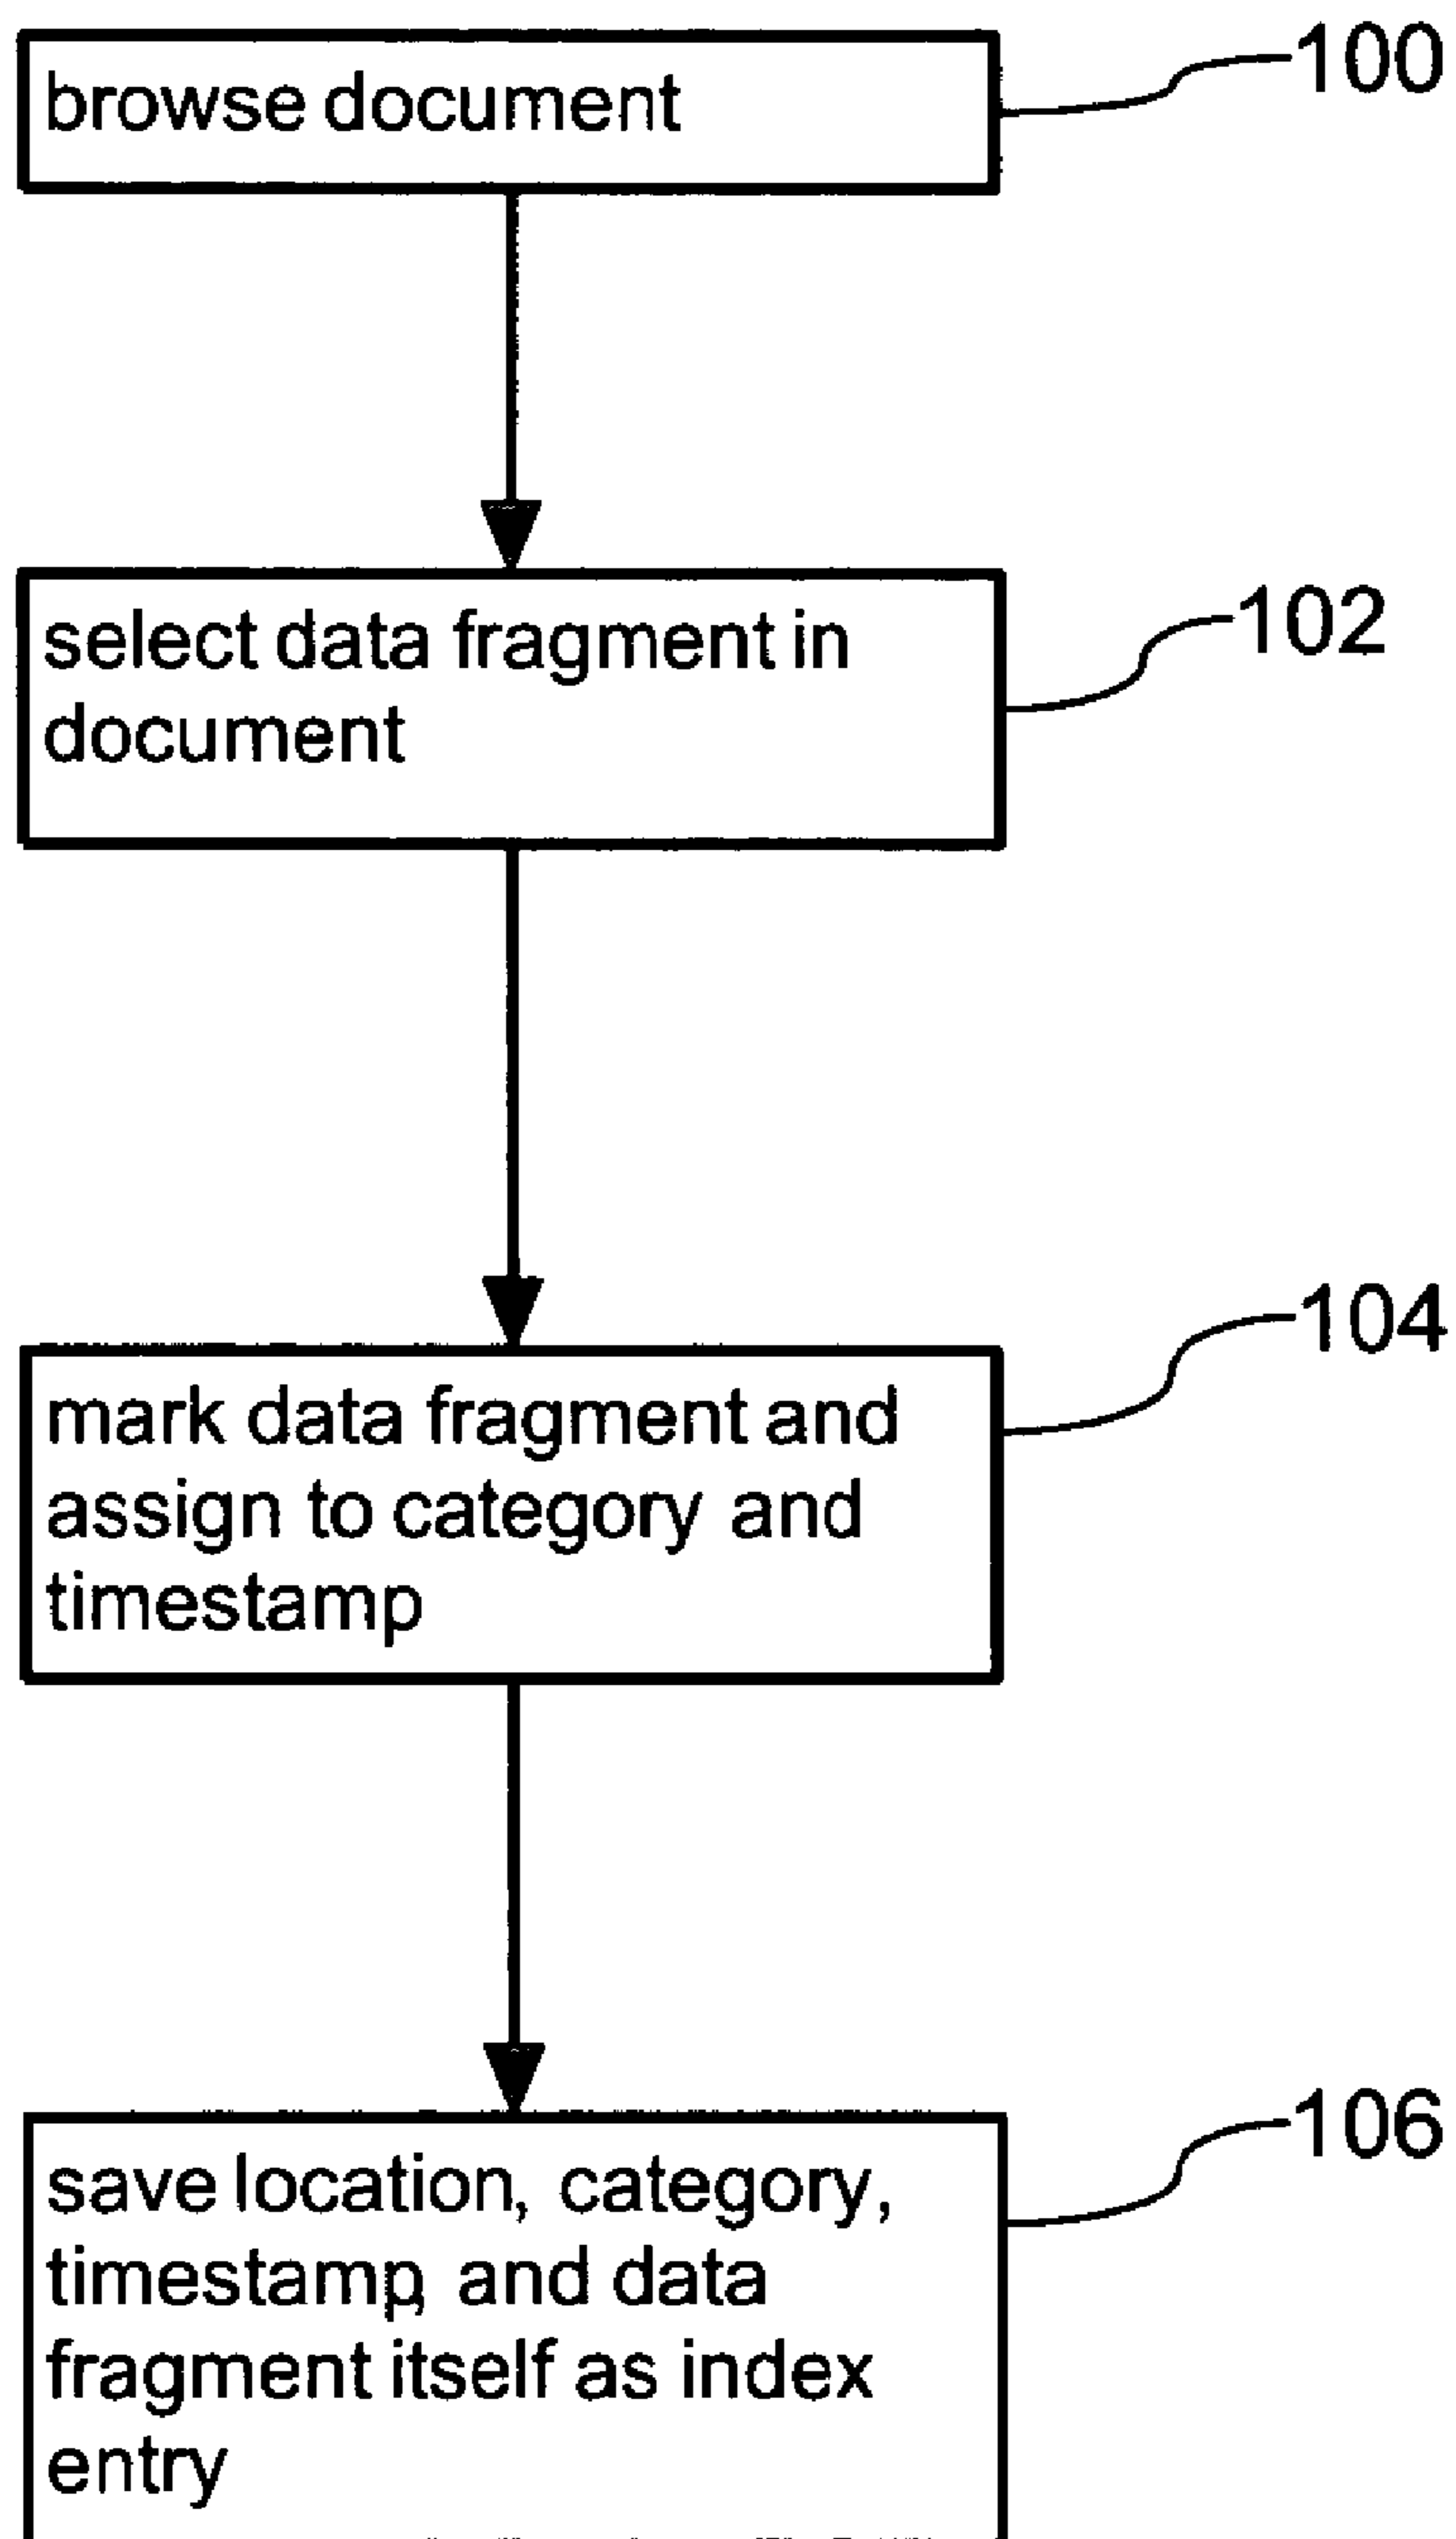 browse document
100
select data fragment in
document
102
mark data fragment and
assign to category and
timestamp
104
save location, category,
timestamp, and data
fragment itself as index
entry
106